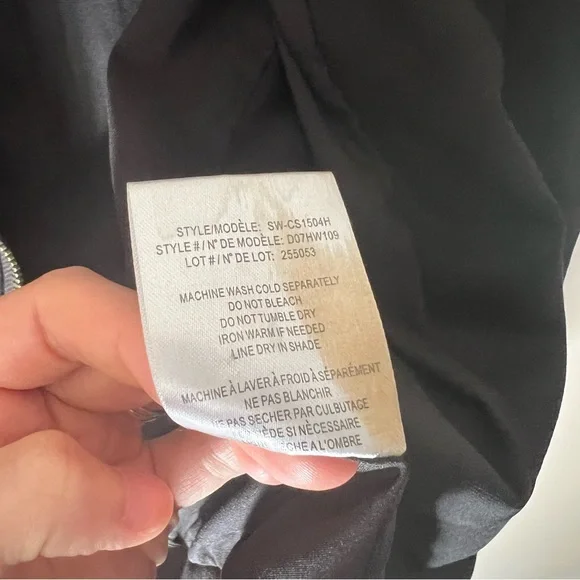 STYLE/MODÈLE: SW-CS1504H
STYLE # / N° DE MODÈLE: D07HW109
LOT # / N° DE LOT: 255053
MACHINE WASH COLD SEPARATELY
DO NOT BLEACH
DO NOT TUMBLE DRY
IRON WARM IF NEEDED
LINE DRY IN SHADE
MACHINE À LAVER À FROID À SÉPARÉMENT
NE PAS BLANCHIR
NE PAS SECHER PAR CULBUTAGE
DE SI NÉCESSAIRE
A L'OMBRE